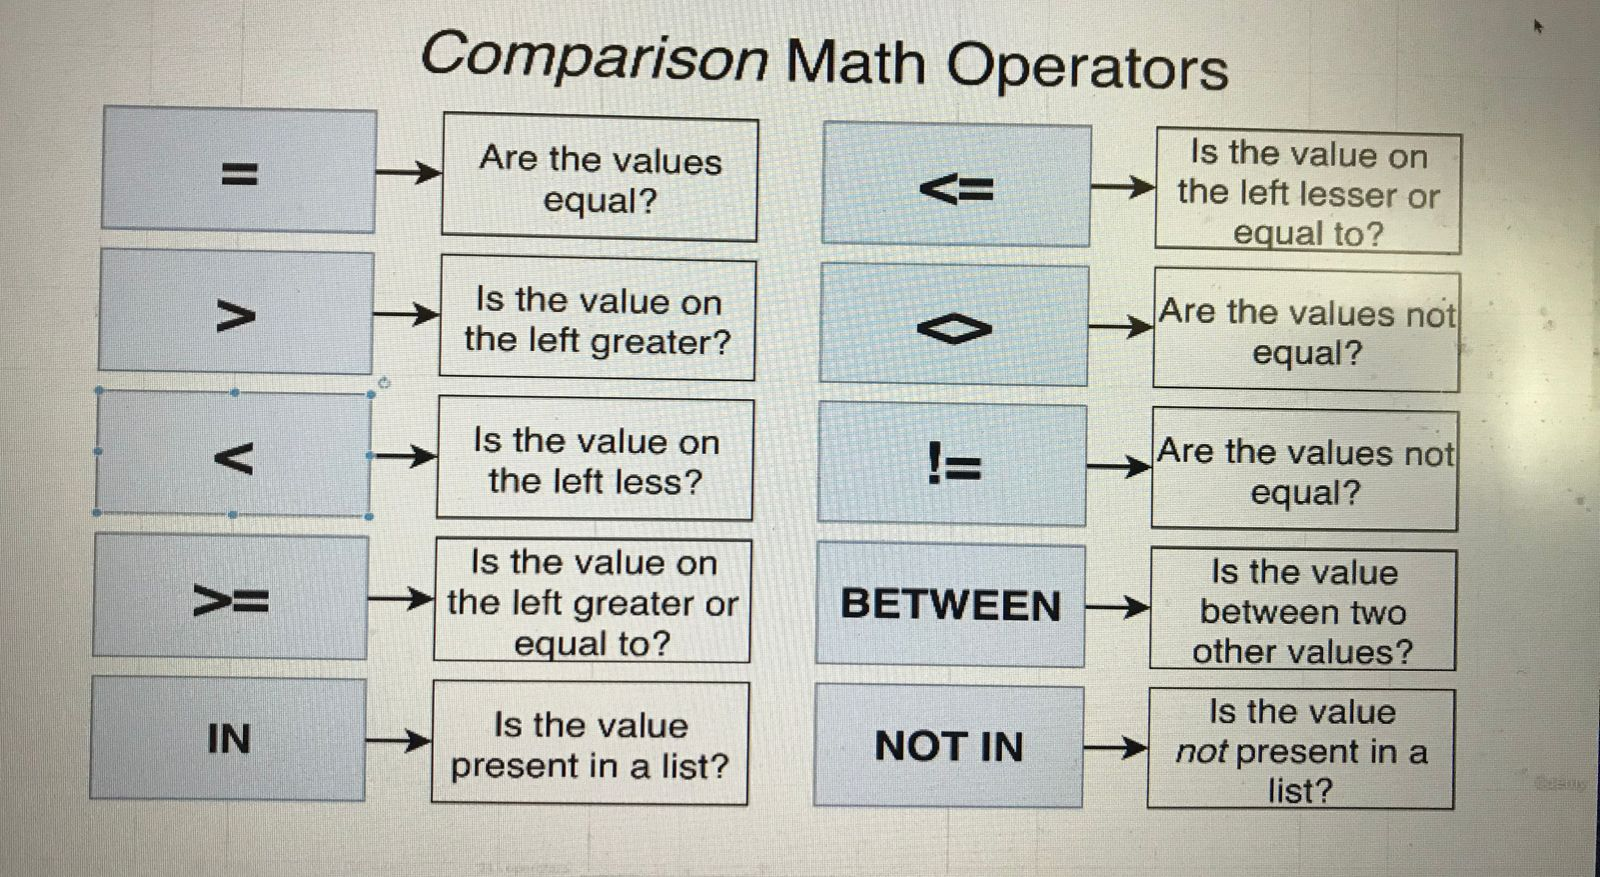 Comparison Math Operators
=
Are the values
equal?
<=
Is the value on
the left lesser or
equal to?
>
Is the value on
the left greater?
<>
Are the values not
equal?
<
Is the value on
the left less?
!=
Are the values not
equal?
>=
Is the value on
the left greater or
equal to?
BETWEEN
Is the value
between two
other values?
IN
Is the value
present in a list?
NOT IN
Is the value
not present in a
list?
Udemy